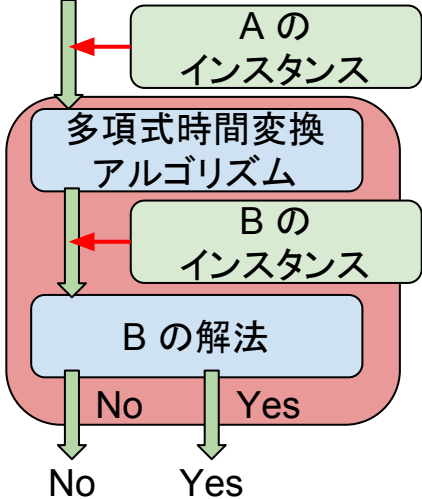 A の
インスタンス
多項式時間変換
アルゴリズム
B の
インスタンス
B の解法
No Yes
No Yes